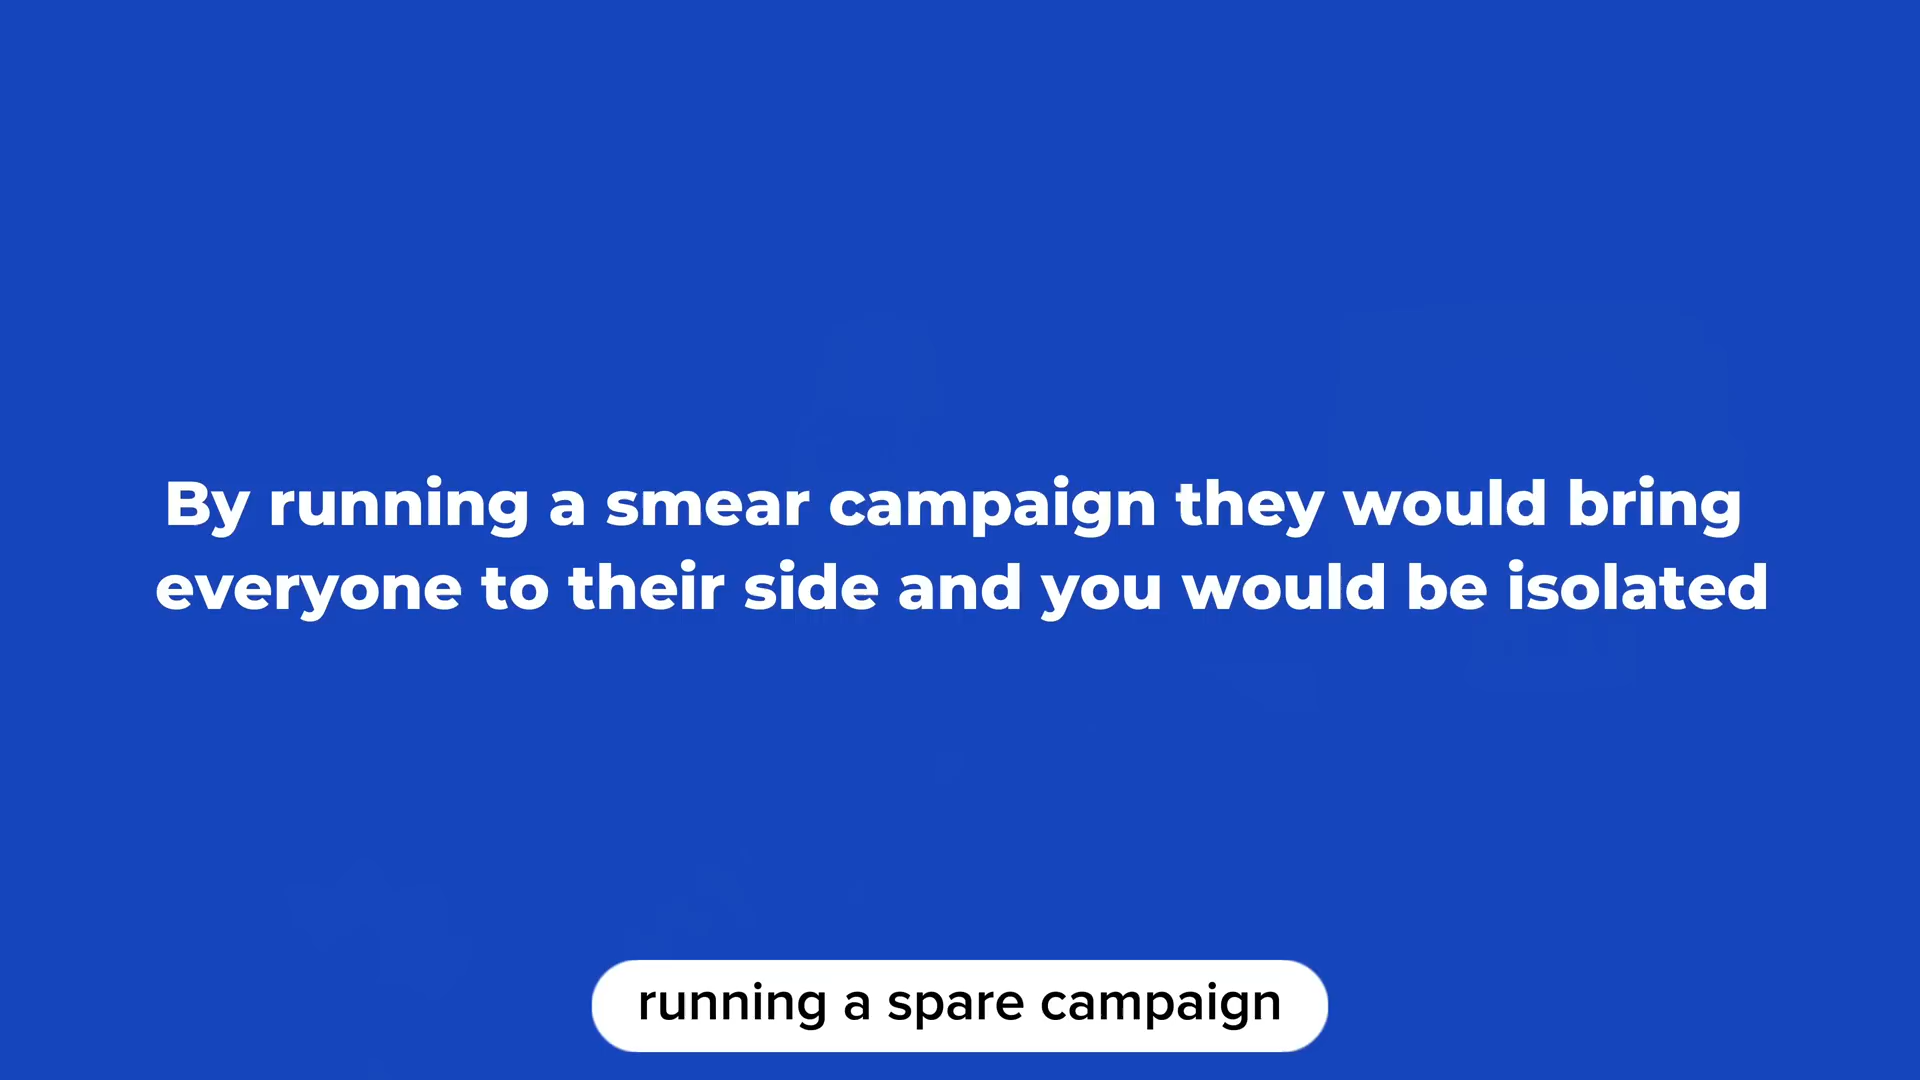 By running a smear campaign they would bring
everyone to their side and you would be isolated
running a spare campaign